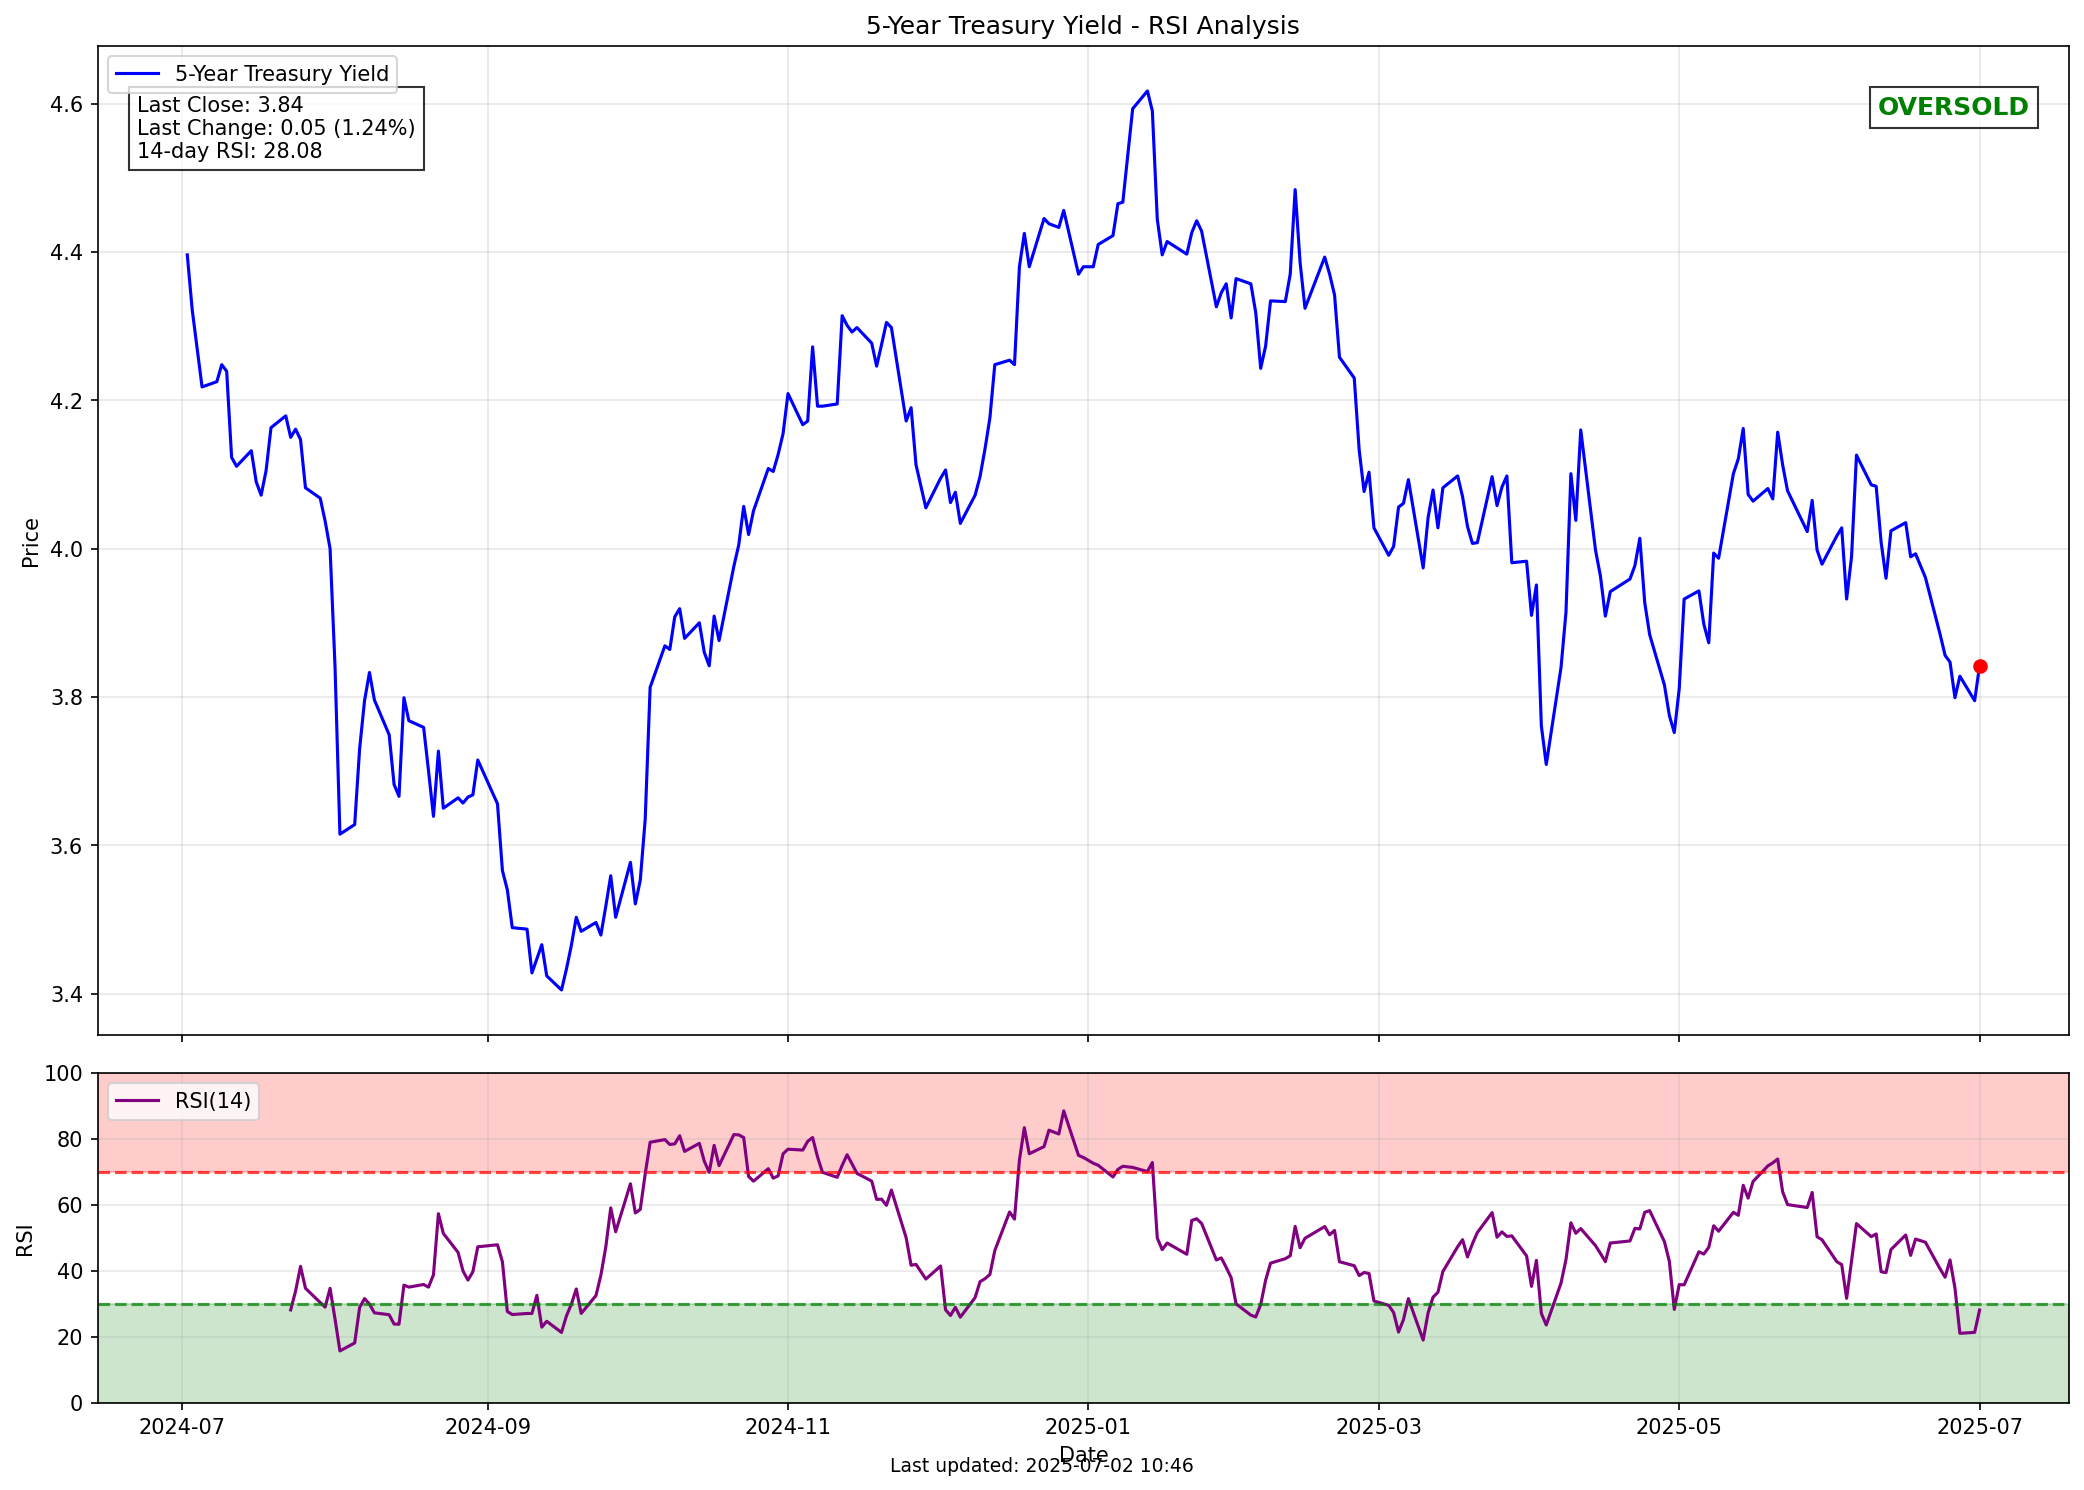 5-Year Treasury Yield - RSI Analysis
5-Year Treasury Yield
Last Close: 3.84
Last Change: 0.05 (1.24%)
14-day RSI: 28.08
OVERSOLD
Price
4.6
4.4
4.2
4.0
3.8
3.6
3.4
RSI(14)
RSI
100
80
60
40
20
0
2024-07
2024-09
2024-11
2025-01
2025-03
2025-05
2025-07
Date
Last updated: 2025-07-02 10:46